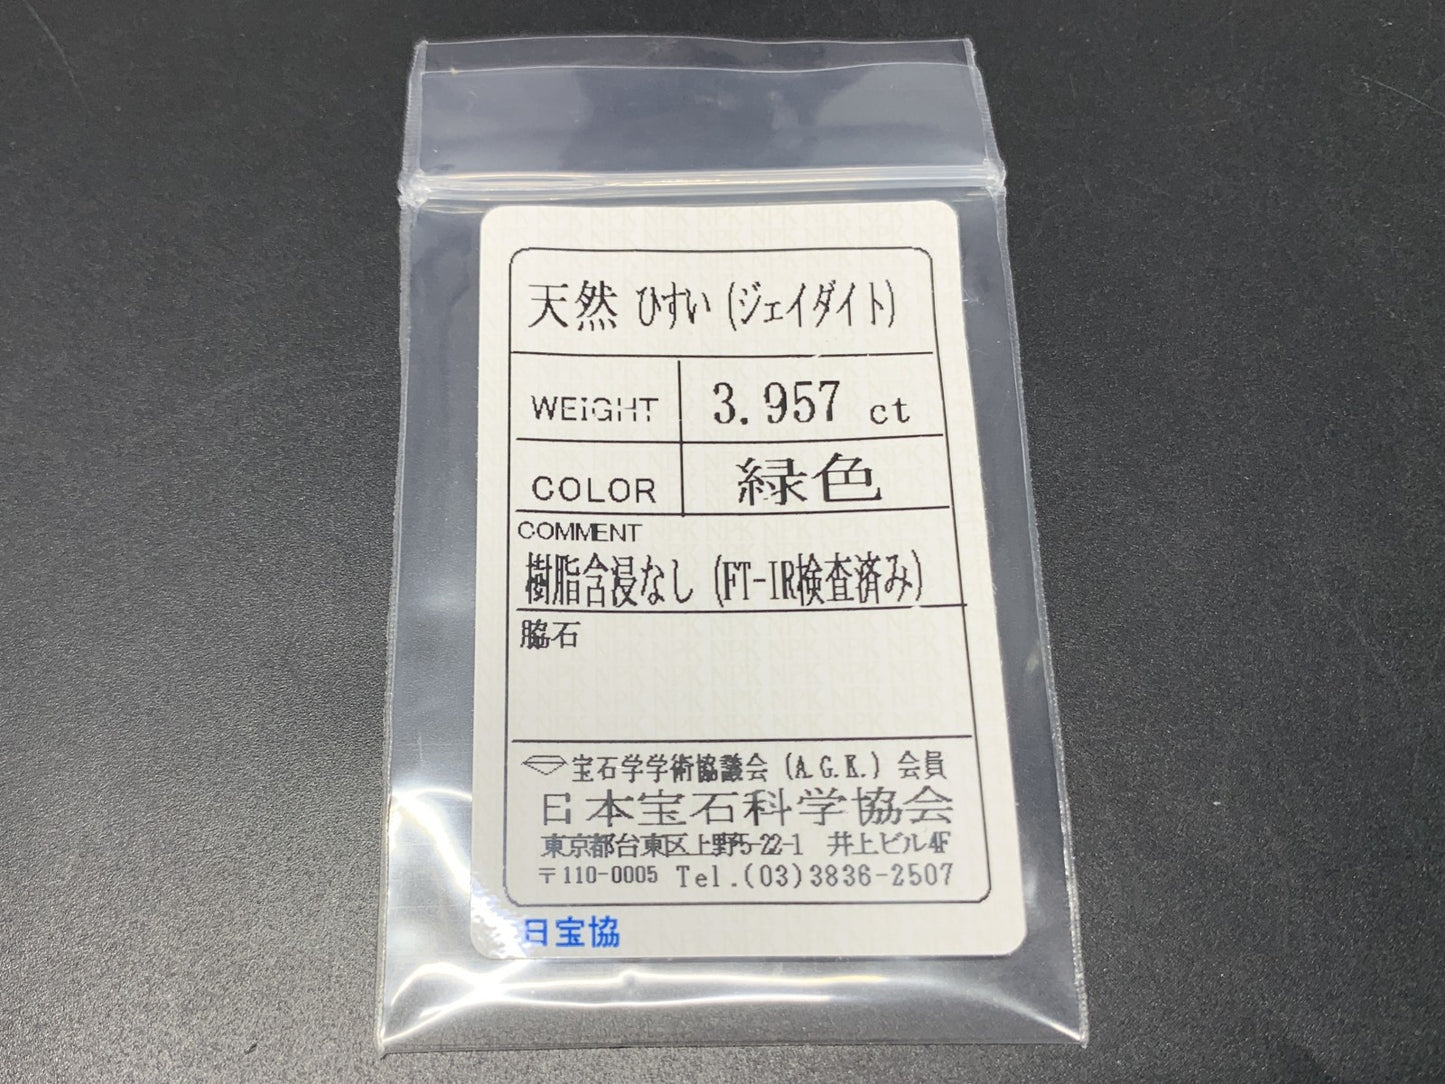 天然 ひすい (ジェイダイト)
WEIGHT 3.957 ct
COLOR 緑色
COMMENT
樹脂含浸なし (FT-IR検査済み)
脇石
宝石学学術協議会 (A.G.K.) 会員
日本宝石科学協会
東京都台東区上野5-22-1 井上ビル4F
〒110-0005 Tel.(03)3836-2507
日宝協